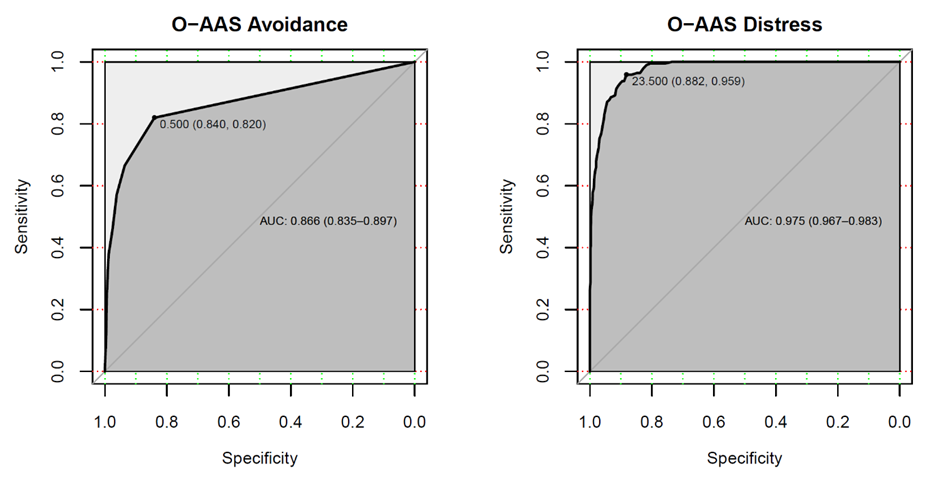 O−AAS Avoidance
Sensitivity
1.0
0.8
0.6
0.4
0.2
0.0
0.500 (0.840, 0.820)
AUC: 0.866 (0.835–0.897)
1.0 0.8 0.6 0.4 0.2 0.0
Specificity
O−AAS Distress
Sensitivity
1.0
0.8
0.6
0.4
0.2
0.0
23.500 (0.882, 0.959)
AUC: 0.975 (0.967–0.983)
1.0 0.8 0.6 0.4 0.2 0.0
Specificity